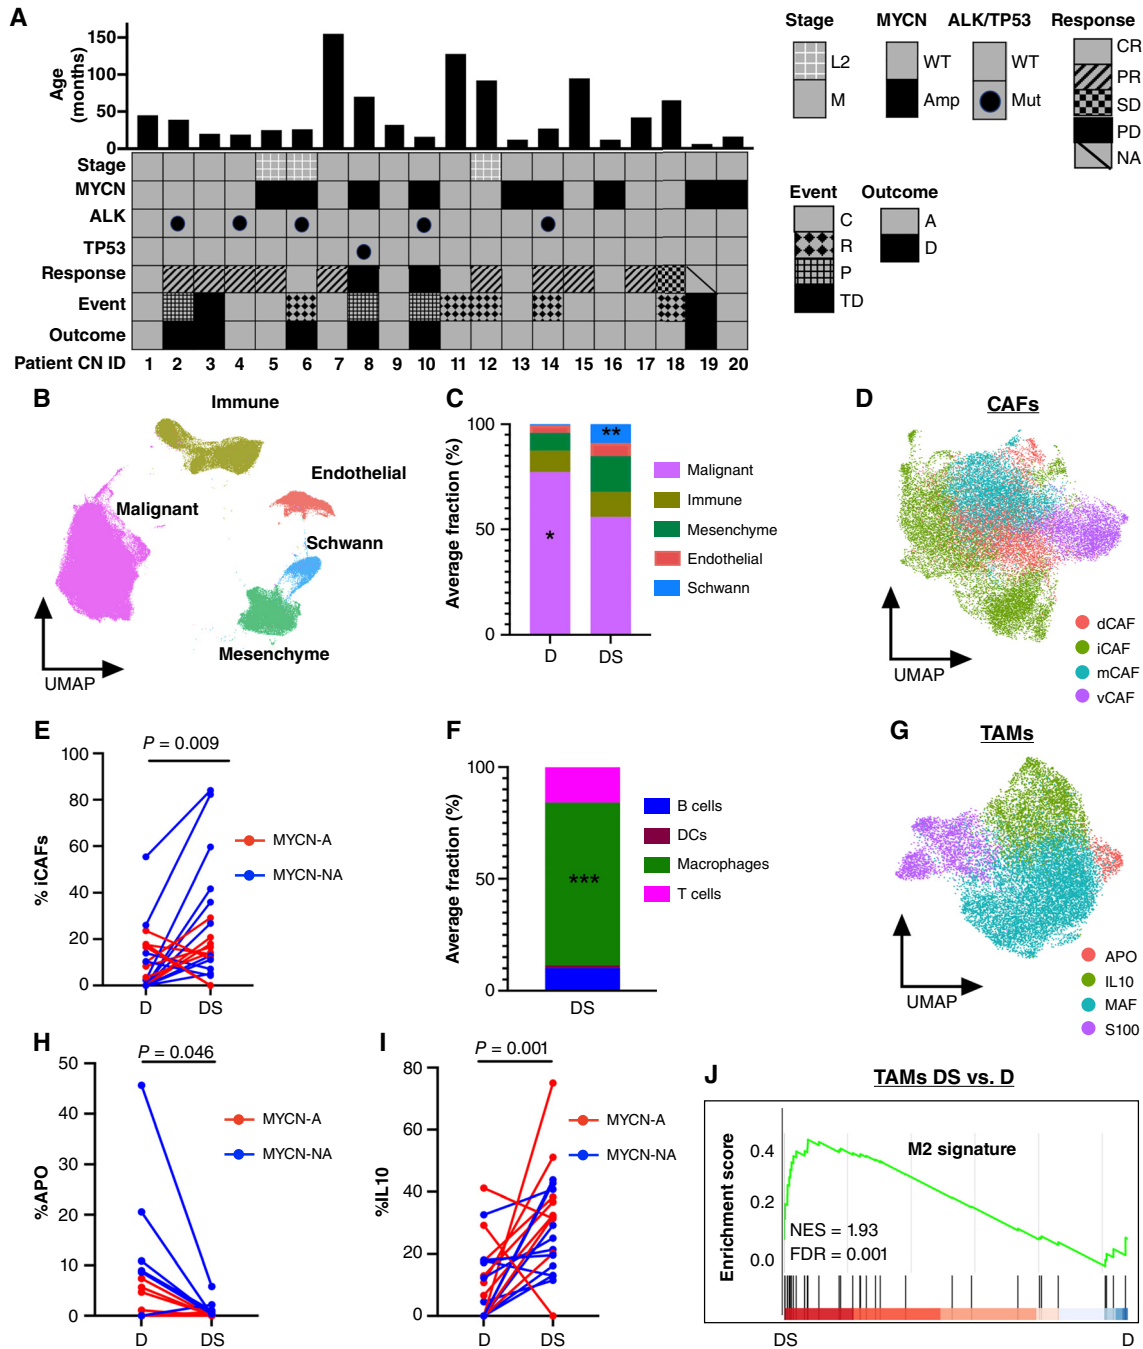 A
Age
(months)
150
100
50
0
Stage
MYCN
ALK
TP53
Response
Event
Outcome
Patient CN ID 1 2 3 4 5 6 7 8 9 10 11 12 13 14 15 16 17 18 19 20
Stage
L2
M
MYCN
WT
Amp
ALK/TP53
WT
Mut
Response
CR
PR
SD
PD
NA
Event
C
R
P
TD
Outcome
A
D
B
Immune
Endothelial
Malignant
Schwann
Mesenchyme
UMAP
C
Average fraction (%)
100
50
0
*
**
D DS
Malignant
Immune
Mesenchyme
Endothelial
Schwann
D
CAFs
UMAP
dCAF
iCAF
mCAF
vCAF
E
P = 0.009
% iCAFs
100
80
60
40
20
0
D DS
MYCN-A
MYCN-NA
F
Average fraction (%)
100
50
0
***
DS
B cells
DCs
Macrophages
T cells
G
TAMs
UMAP
APO
IL10
MAF
S100
H
P = 0.046
%APO
50
40
30
20
10
0
D DS
MYCN-A
MYCN-NA
I
P = 0.001
%IL10
80
60
40
20
0
D DS
MYCN-A
MYCN-NA
J
TAMs DS vs. D
Enrichment score
0.4
0.2
0.0
M2 signature
NES = 1.93
FDR = 0.001
DS D